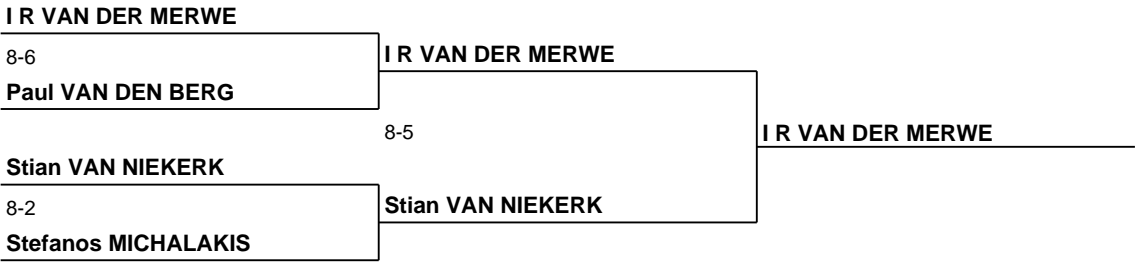 I R VAN DER MERWE
8-6
I R VAN DER MERWE
Paul VAN DEN BERG
8-5
I R VAN DER MERWE
Stian VAN NIEKERK
8-2
Stian VAN NIEKERK
Stefanos MICHALAKIS